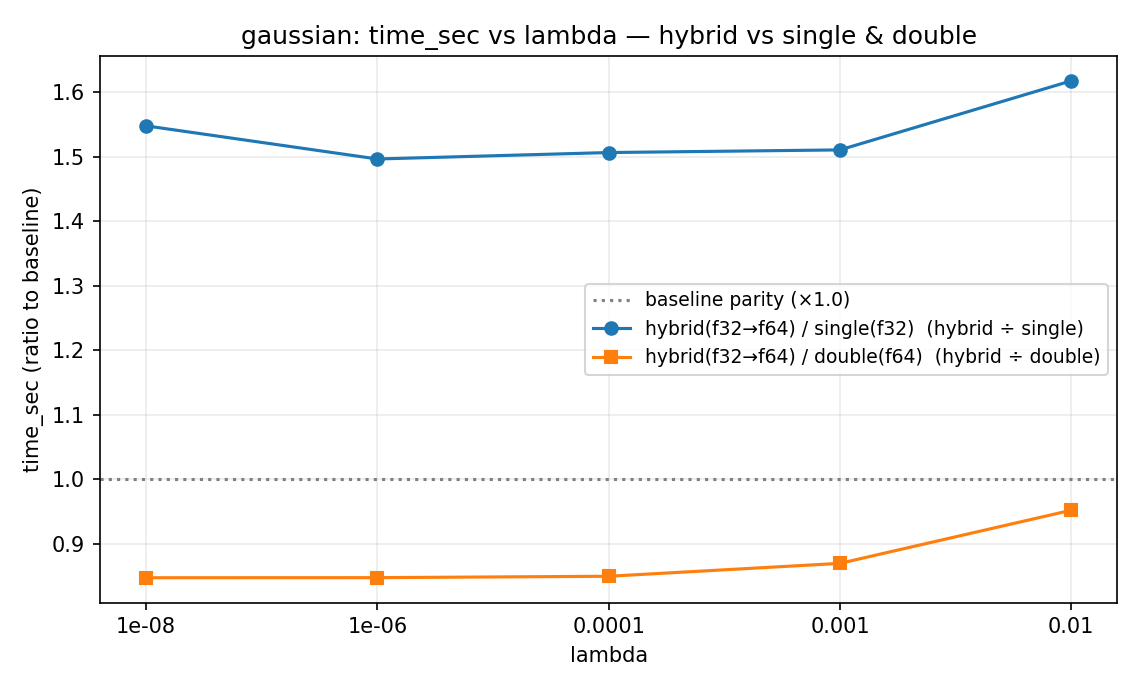 gaussian: time_sec vs lambda — hybrid vs single & double
time_sec (ratio to baseline)
1.6
1.5
1.4
1.3
1.2
1.1
1.0
0.9
baseline parity (×1.0)
hybrid(f32→f64) / single(f32)  (hybrid ÷ single)
hybrid(f32→f64) / double(f64)  (hybrid ÷ double)
1e-08 1e-06 0.0001 0.001 0.01
lambda